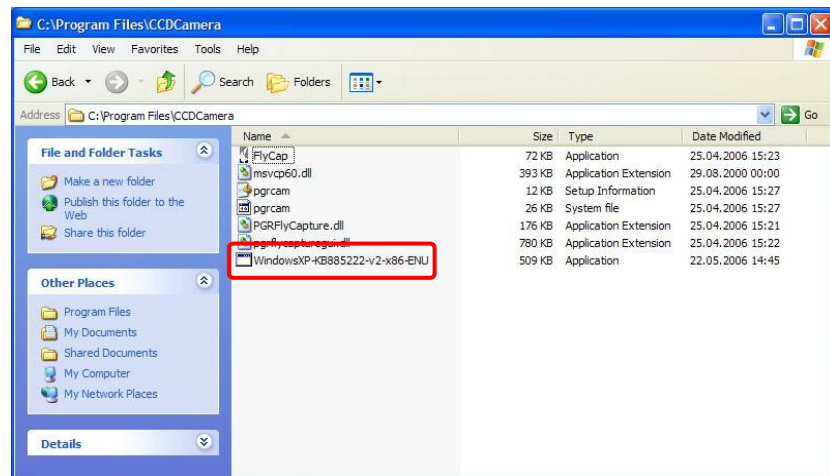 C:\Program Files\CCDCamera
File Edit View Favorites Tools Help
Back Search Folders
Address C:\Program Files\CCDCamera Go
File and Folder Tasks
Make a new folder
Publish this folder to the
Web
Share this folder
Other Places
Program Files
My Documents
Shared Documents
My Computer
My Network Places
Details
Name Size Type Date Modified
FlyCap 72 KB Application 25.04.2006 15:23
msvcp60.dll 393 KB Application Extension 29.08.2000 00:00
pgrcam 12 KB Setup Information 25.04.2006 15:27
pgrcam 26 KB System file 25.04.2006 15:27
PGRFlyCapture.dll 176 KB Application Extension 25.04.2006 15:21
pgrflycapturegui.dll 780 KB Application Extension 25.04.2006 15:22
WindowsXP-KB885222-v2-x86-ENU 509 KB Application 22.05.2006 14:45